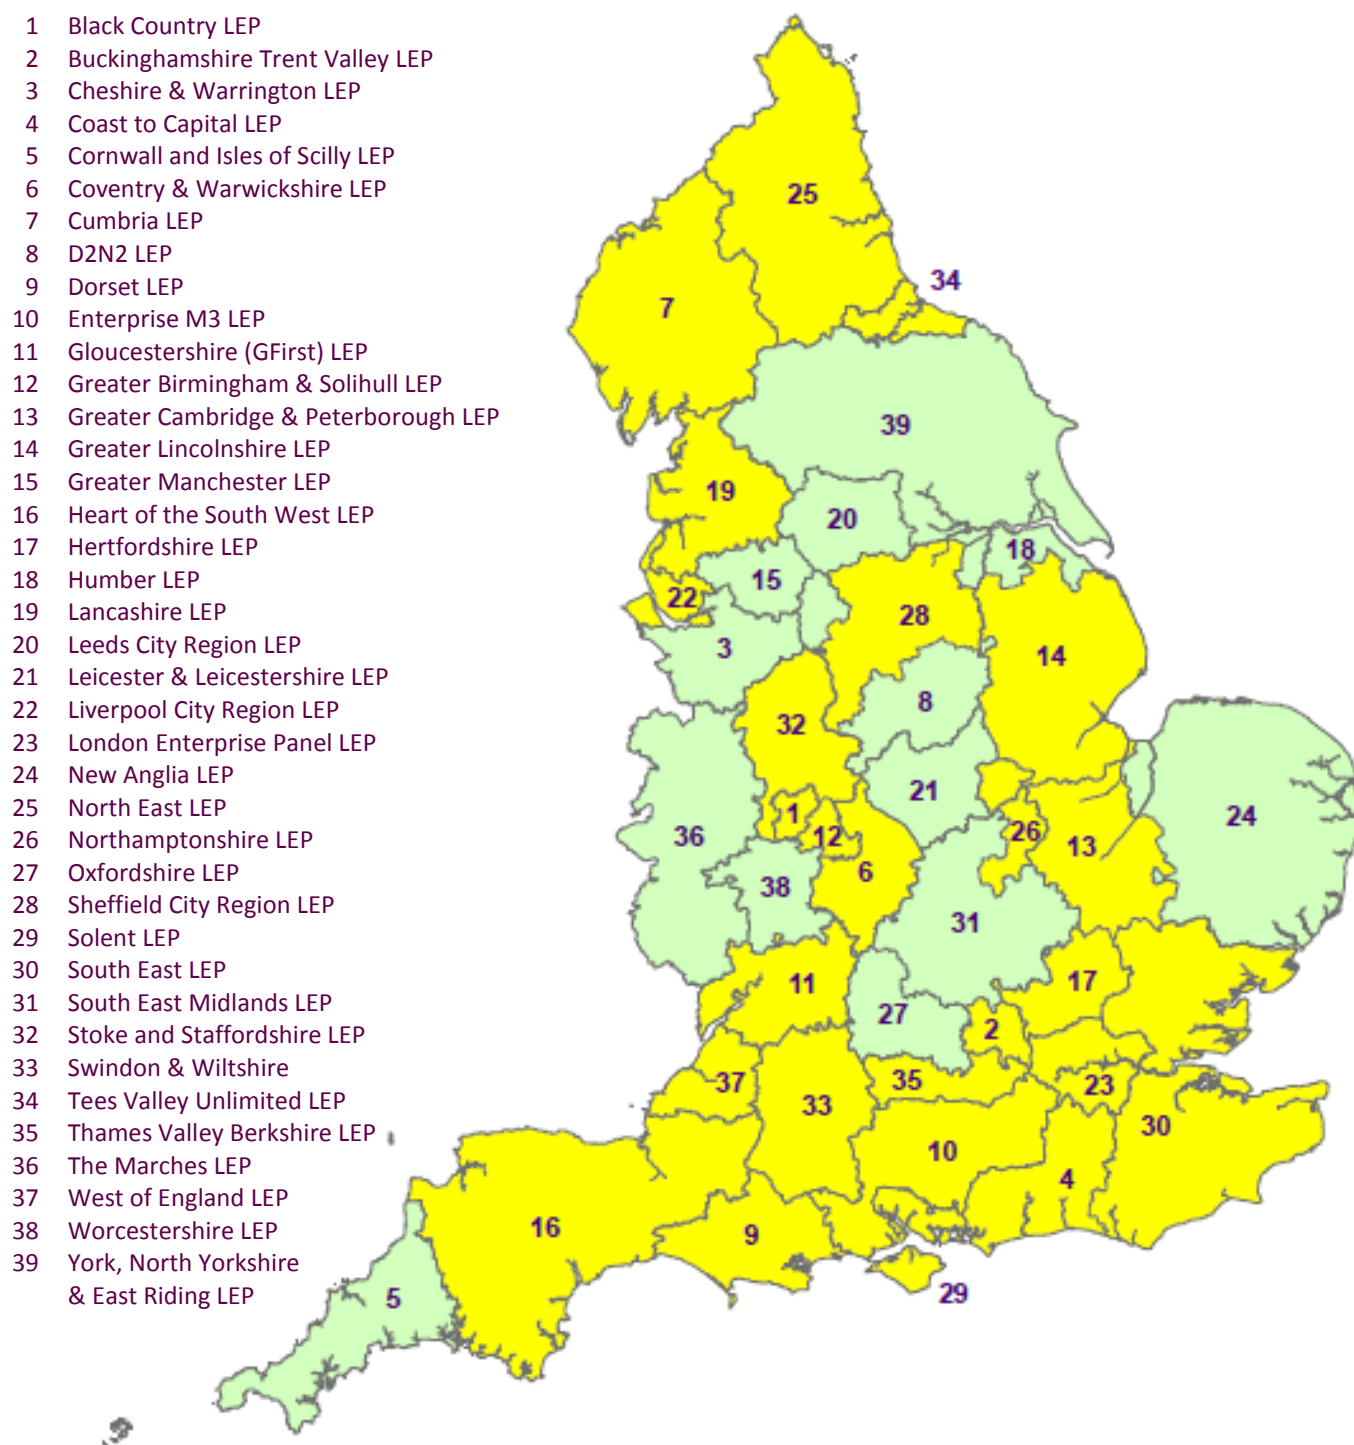 1 Black Country LEP
2 Buckinghamshire Trent Valley LEP
3 Cheshire & Warrington LEP
4 Coast to Capital LEP
5 Cornwall and Isles of Scilly LEP
6 Coventry & Warwickshire LEP
7 Cumbria LEP
8 D2N2 LEP
9 Dorset LEP
10 Enterprise M3 LEP
11 Gloucestershire (GFirst) LEP
12 Greater Birmingham & Solihull LEP
13 Greater Cambridge & Peterborough LEP
14 Greater Lincolnshire LEP
15 Greater Manchester LEP
16 Heart of the South West LEP
17 Hertfordshire LEP
18 Humber LEP
19 Lancashire LEP
20 Leeds City Region LEP
21 Leicester & Leicestershire LEP
22 Liverpool City Region LEP
23 London Enterprise Panel LEP
24 New Anglia LEP
25 North East LEP
26 Northamptonshire LEP
27 Oxfordshire LEP
28 Sheffield City Region LEP
29 Solent LEP
30 South East LEP
31 South East Midlands LEP
32 Stoke and Staffordshire LEP
33 Swindon & Wiltshire
34 Tees Valley Unlimited LEP
35 Thames Valley Berkshire LEP
36 The Marches LEP
37 West of England LEP
38 Worcestershire LEP
39 York, North Yorkshire
& East Riding LEP
25
34
7
39
19
20
18
15
22
28
3
14
8
32
21
1
24
12
26
36
13
6
38
31
11
17
27
2
37
35
23
33
30
10
4
16
9
29
5